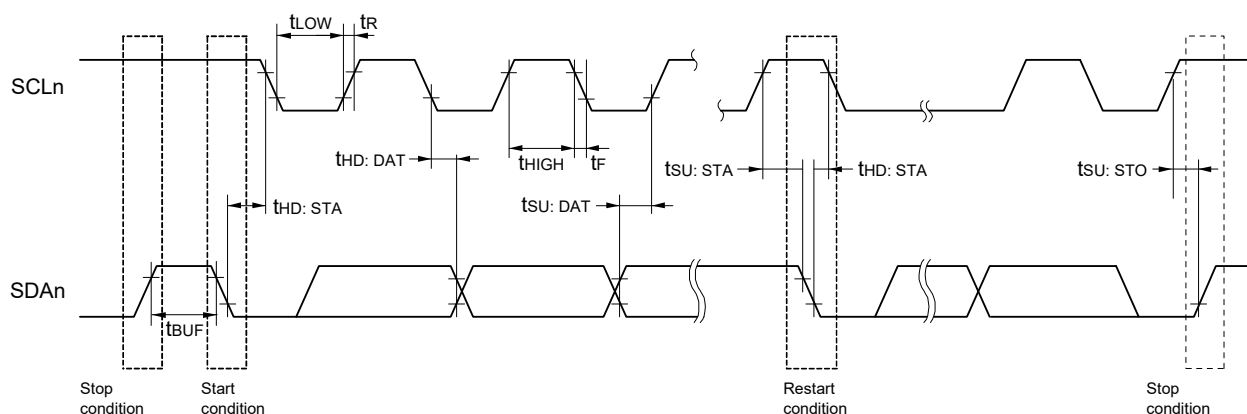 tLOW
tR
SCLn
tHD: DAT
tHIGH
tF
tSU: STA
tHD: STA
tSU: STO
tHD: STA
tSU: DAT
SDAn
tBUF
Stop
condition
Start
condition
Restart
condition
Stop
condition